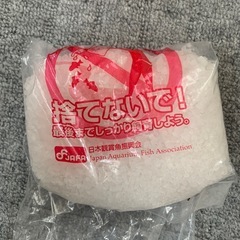 捨てないで！
最後までしっかり飼育しよう。
JAFA 日本観賞魚振興会
Japan Aquarium Fish Association